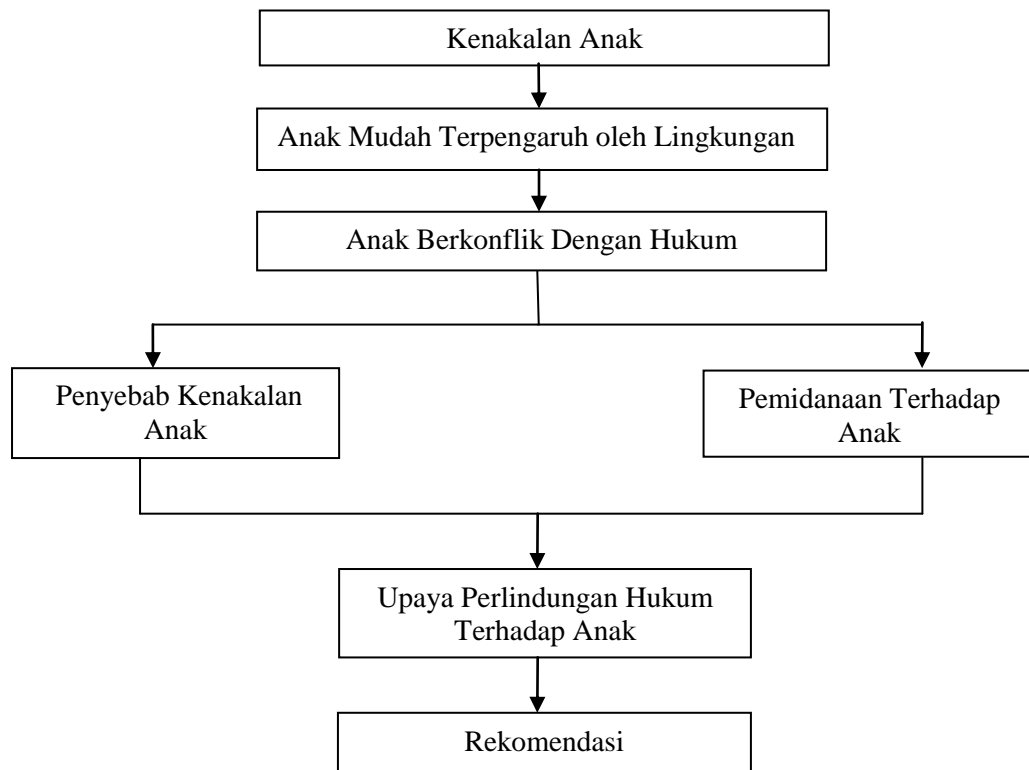 Kenakalan Anak
Anak Mudah Terpengaruh oleh Lingkungan
Anak Berkonflik Dengan Hukum
Penyebab Kenakalan
Anak
Pemidanaan Terhadap
Anak
Upaya Perlindungan Hukum
Terhadap Anak
Rekomendasi